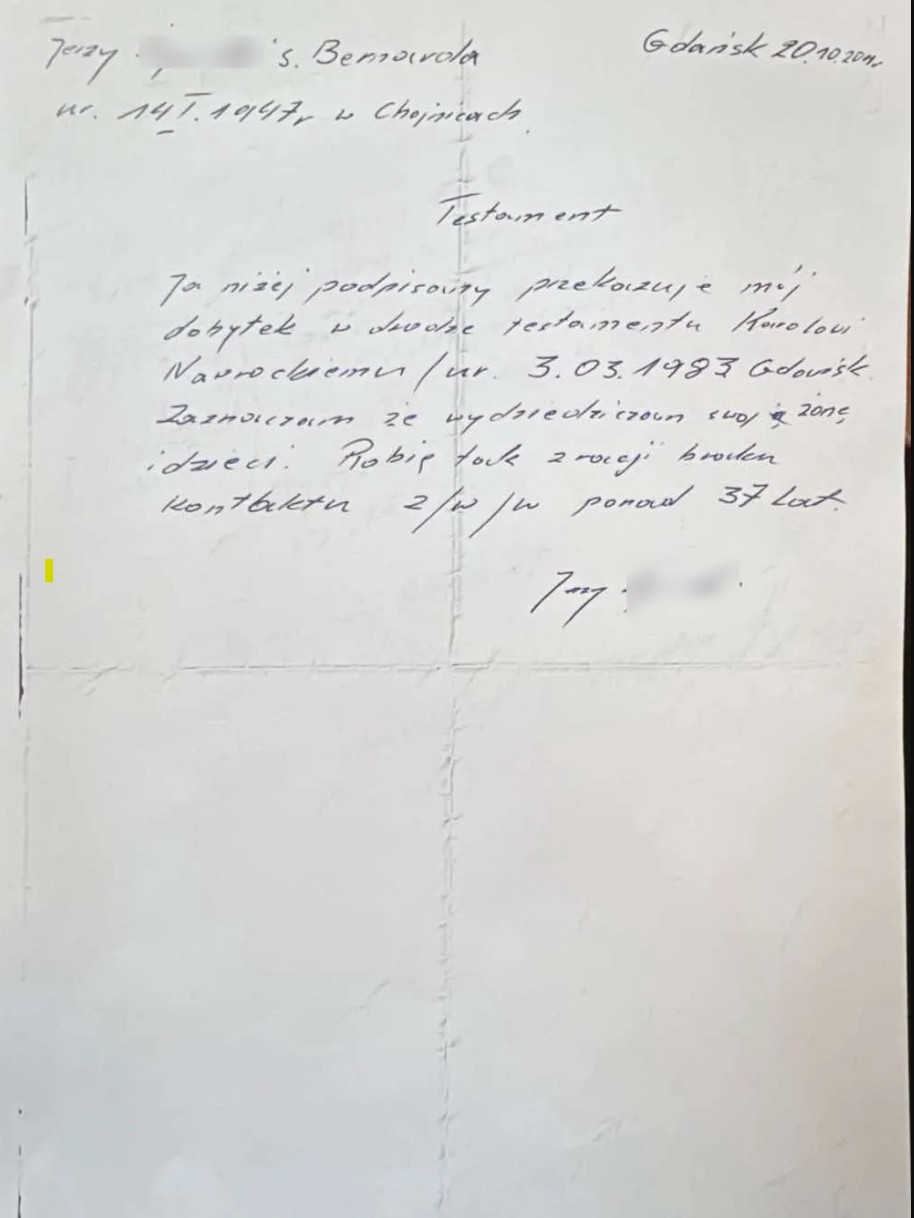 Jerzy s. Bernarda Gdańsk 20.10.2011r
ur. 14 I. 1947r w Chojnicach
Testament
Ja niżej podpisany przekazuje mój
dobytek w drodze testamentu Karolowi
Nawrockiemu /ur. 3.03.1983 Gdańsk.
Zaznaczam że wydziedziczam swoją żonę
i dzieci. Robię tak z racji braku
kontaktu z/w/w ponad 37 Lat.
Jerzy